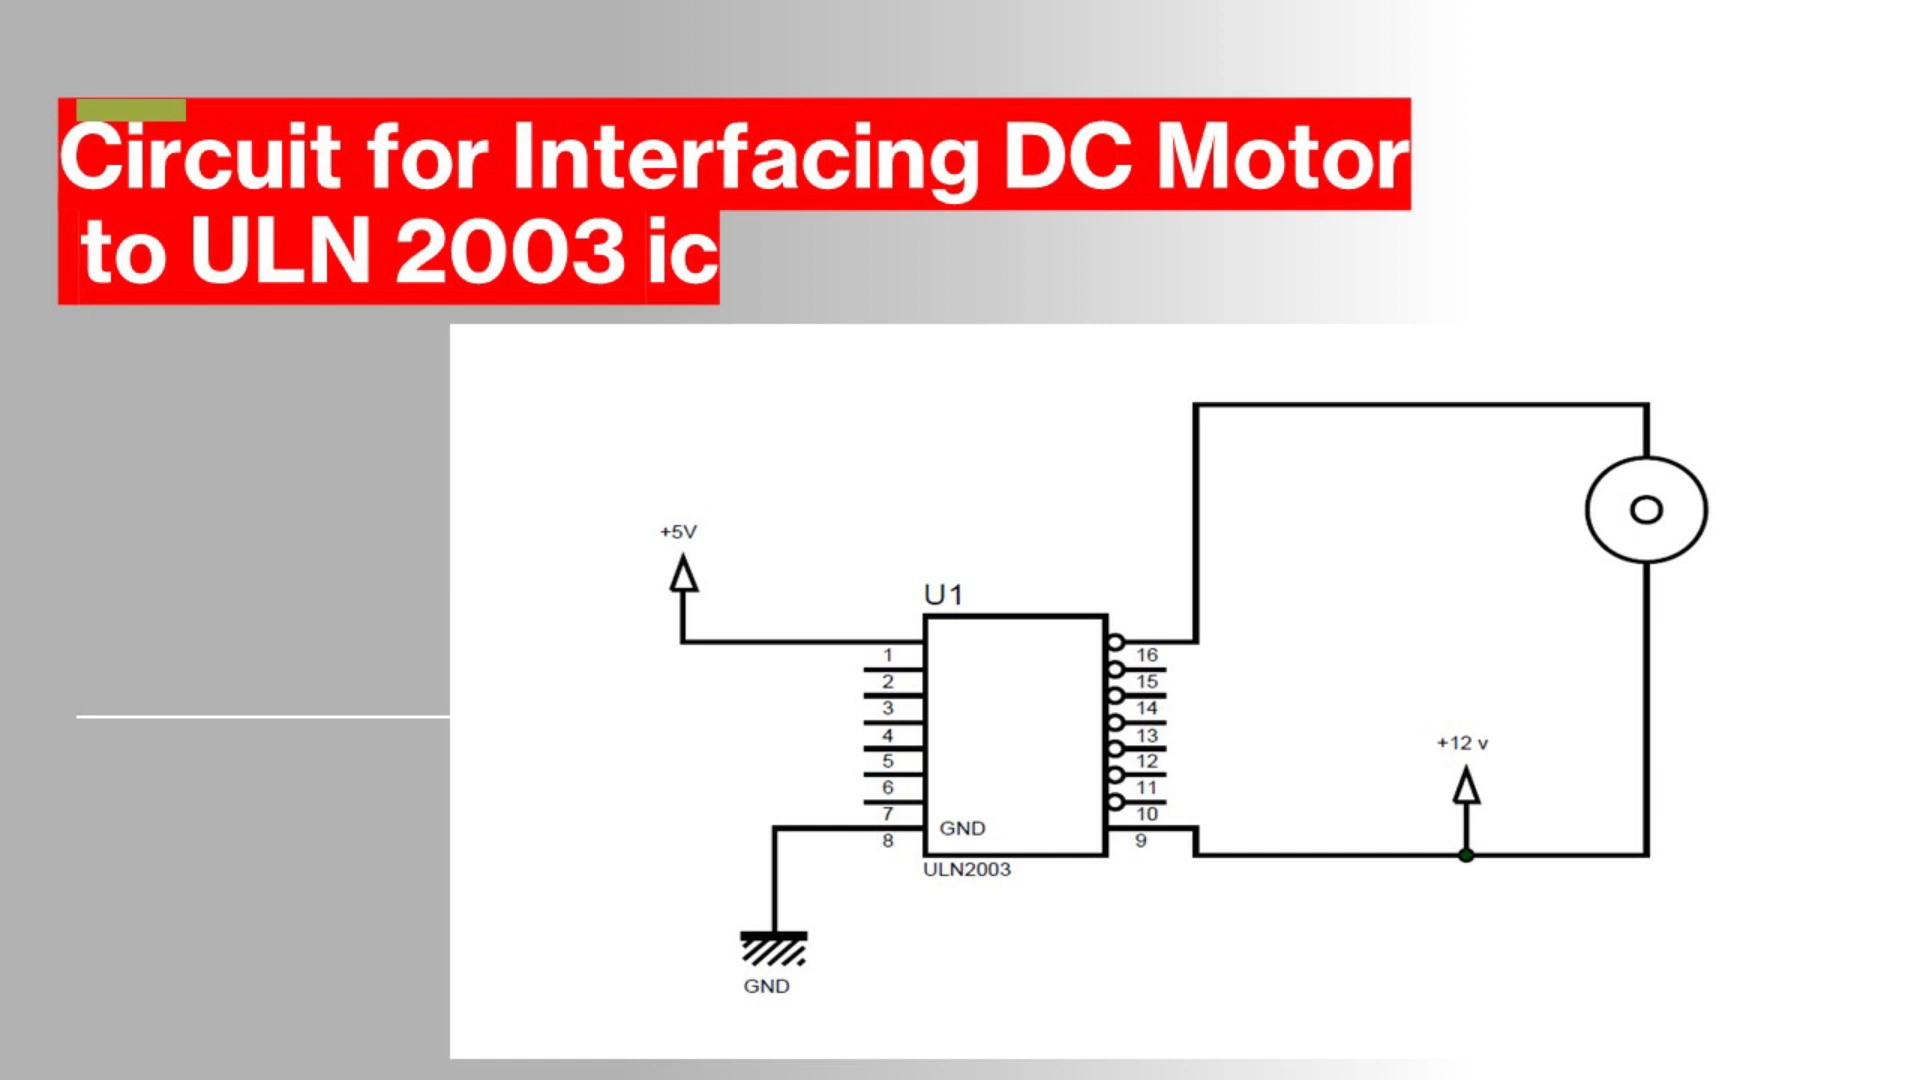 Circuit for Interfacing DC Motor
to ULN 2003 ic
+5V
U1
1
2
3
4
5
6
7
8
GND
16
15
14
13
12
11
10
9
ULN2003
+12 v
GND